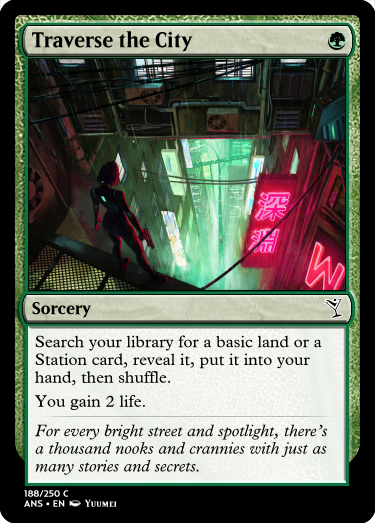 Traverse the City
深
淵
W
Sorcery
Search your library for a basic land or a
Station card, reveal it, put it into your
hand, then shuffle.
You gain 2 life.
For every bright street and spotlight, there's
a thousand nooks and crannies with just as
many stories and secrets.
188/250 C
ANS • EN Yuumei